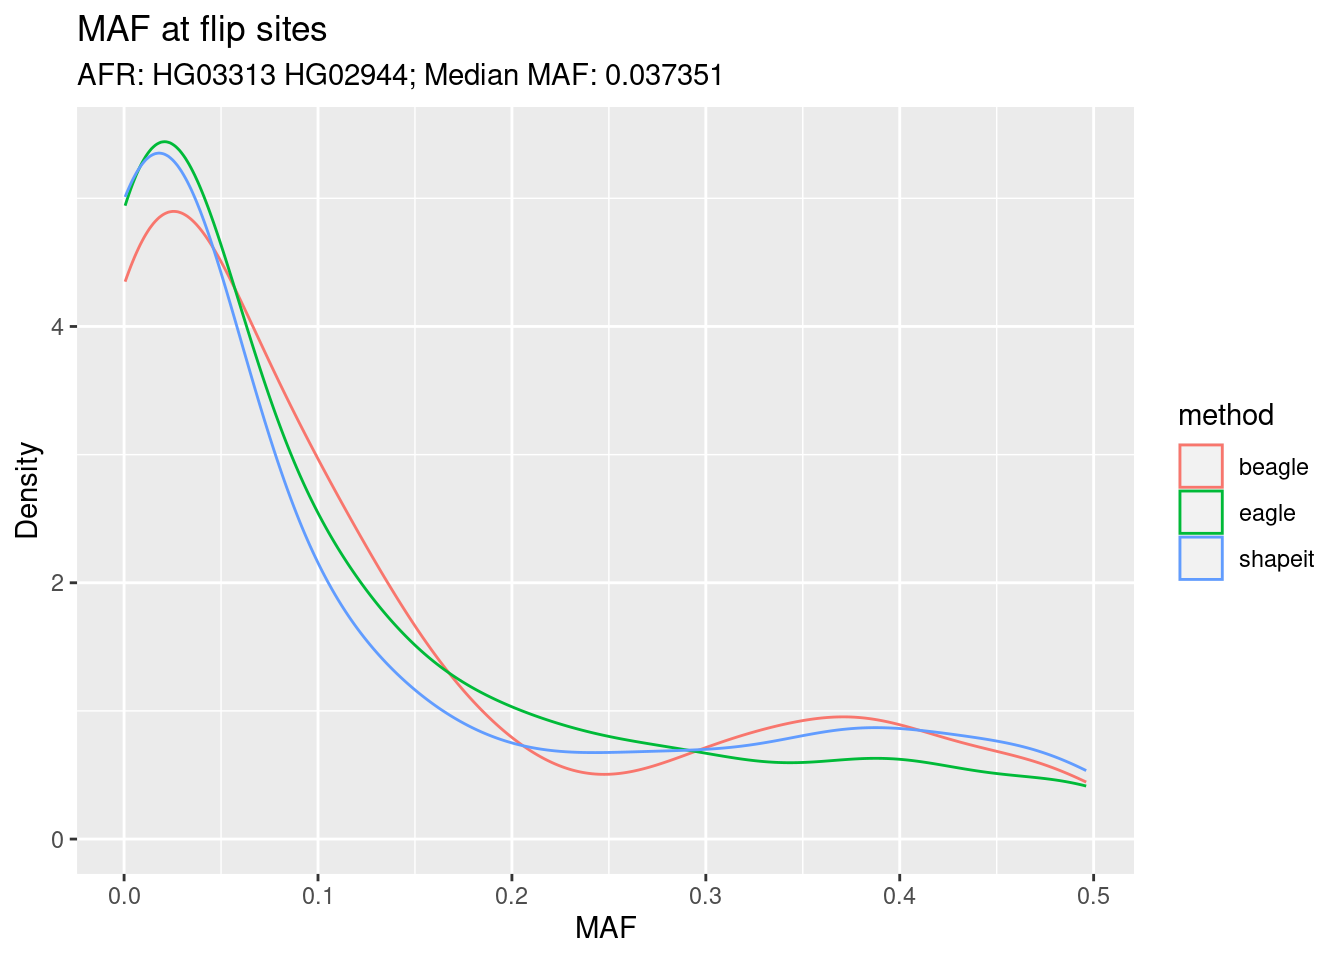 MAF at flip sites
AFR: HG03313 HG02944; Median MAF: 0.037351
Density
4
2
0
0.0 0.1 0.2 0.3 0.4 0.5
MAF
method
beagle
eagle
shapeit